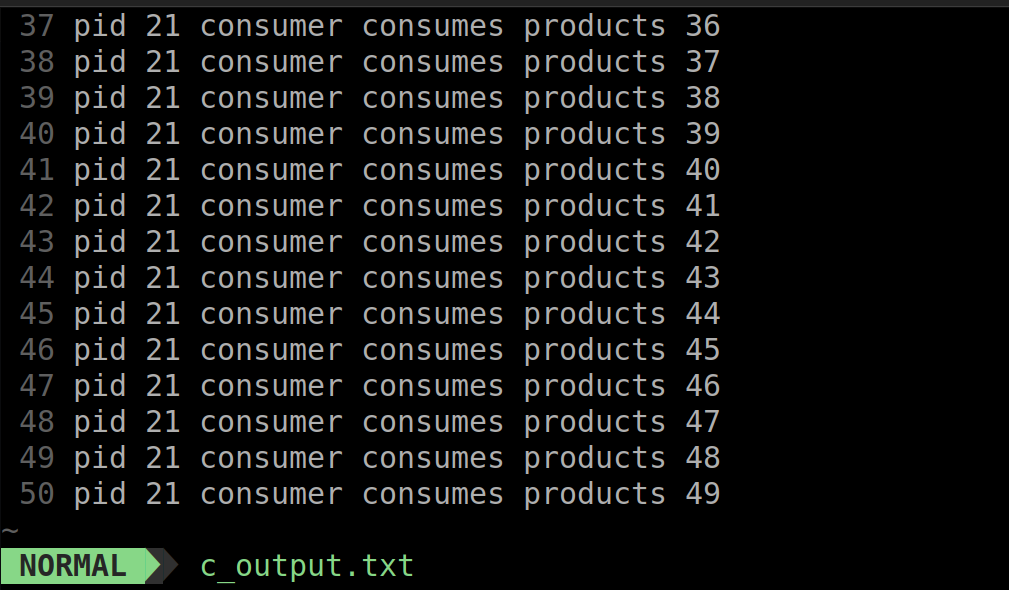 37 pid 21 consumer consumes products 36
38 pid 21 consumer consumes products 37
39 pid 21 consumer consumes products 38
40 pid 21 consumer consumes products 39
41 pid 21 consumer consumes products 40
42 pid 21 consumer consumes products 41
43 pid 21 consumer consumes products 42
44 pid 21 consumer consumes products 43
45 pid 21 consumer consumes products 44
46 pid 21 consumer consumes products 45
47 pid 21 consumer consumes products 46
48 pid 21 consumer consumes products 47
49 pid 21 consumer consumes products 48
50 pid 21 consumer consumes products 49
~
NORMAL c_output.txt